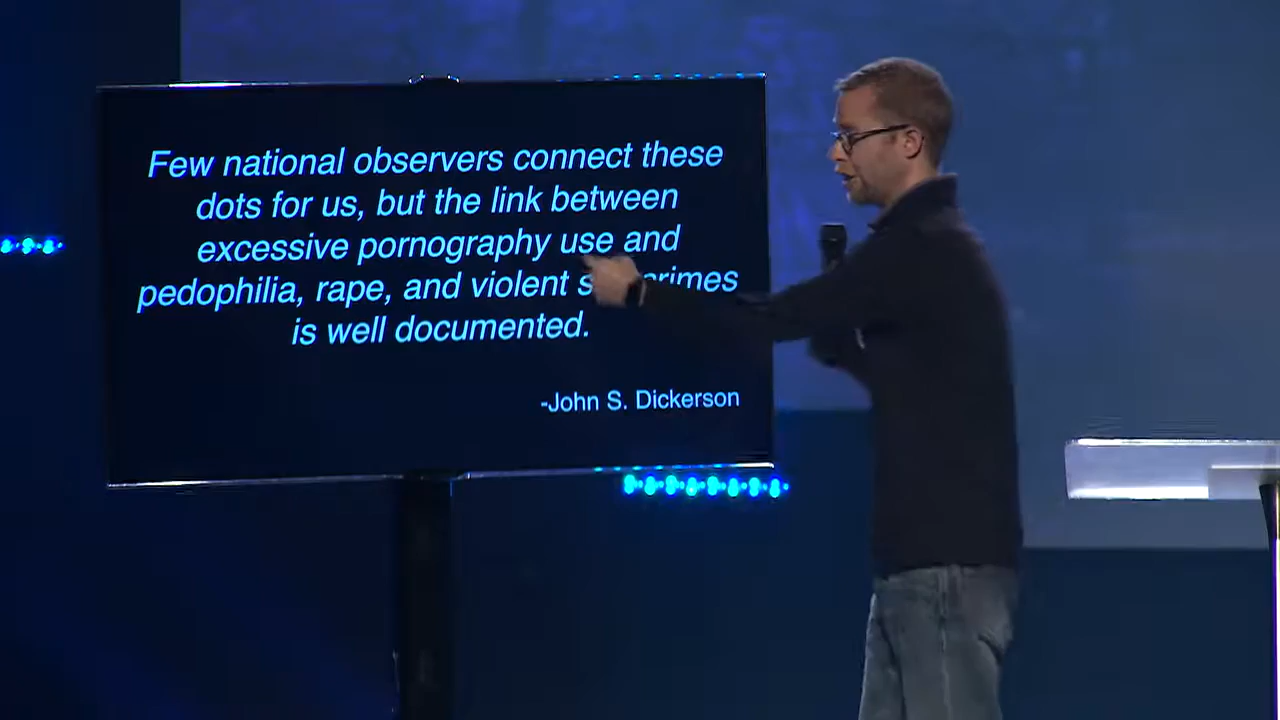 Few national observers connect these
dots for us, but the link between
excessive pornography use and
pedophilia, rape, and violent crimes
is well documented.
-John S. Dickerson